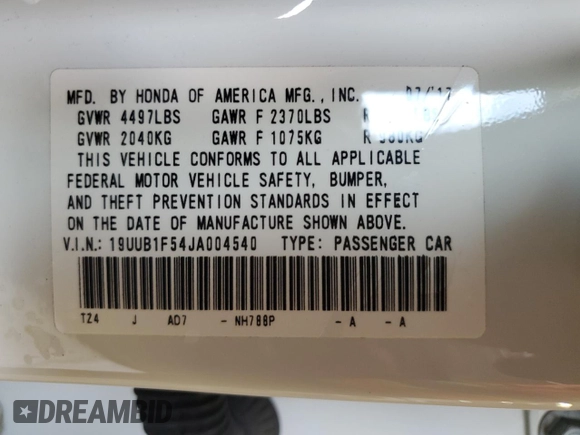 MFD. BY HONDA OF AMERICA MFG., INC.
GVWR 4497LBS GAWR F 2370LBS R
GVWR 2040KG GAWR F 1075KG R
THIS VEHICLE CONFORMS TO ALL APPLICABLE
FEDERAL MOTOR VEHICLE SAFETY, BUMPER,
AND THEFT PREVENTION STANDARDS IN EFFECT
ON THE DATE OF MANUFACTURE SHOWN ABOVE.
V.I.N.: 19UUB1F54JA004540 TYPE: PASSENGER CAR
T24 J AD7 - NH788P - A - A
DREAMBID